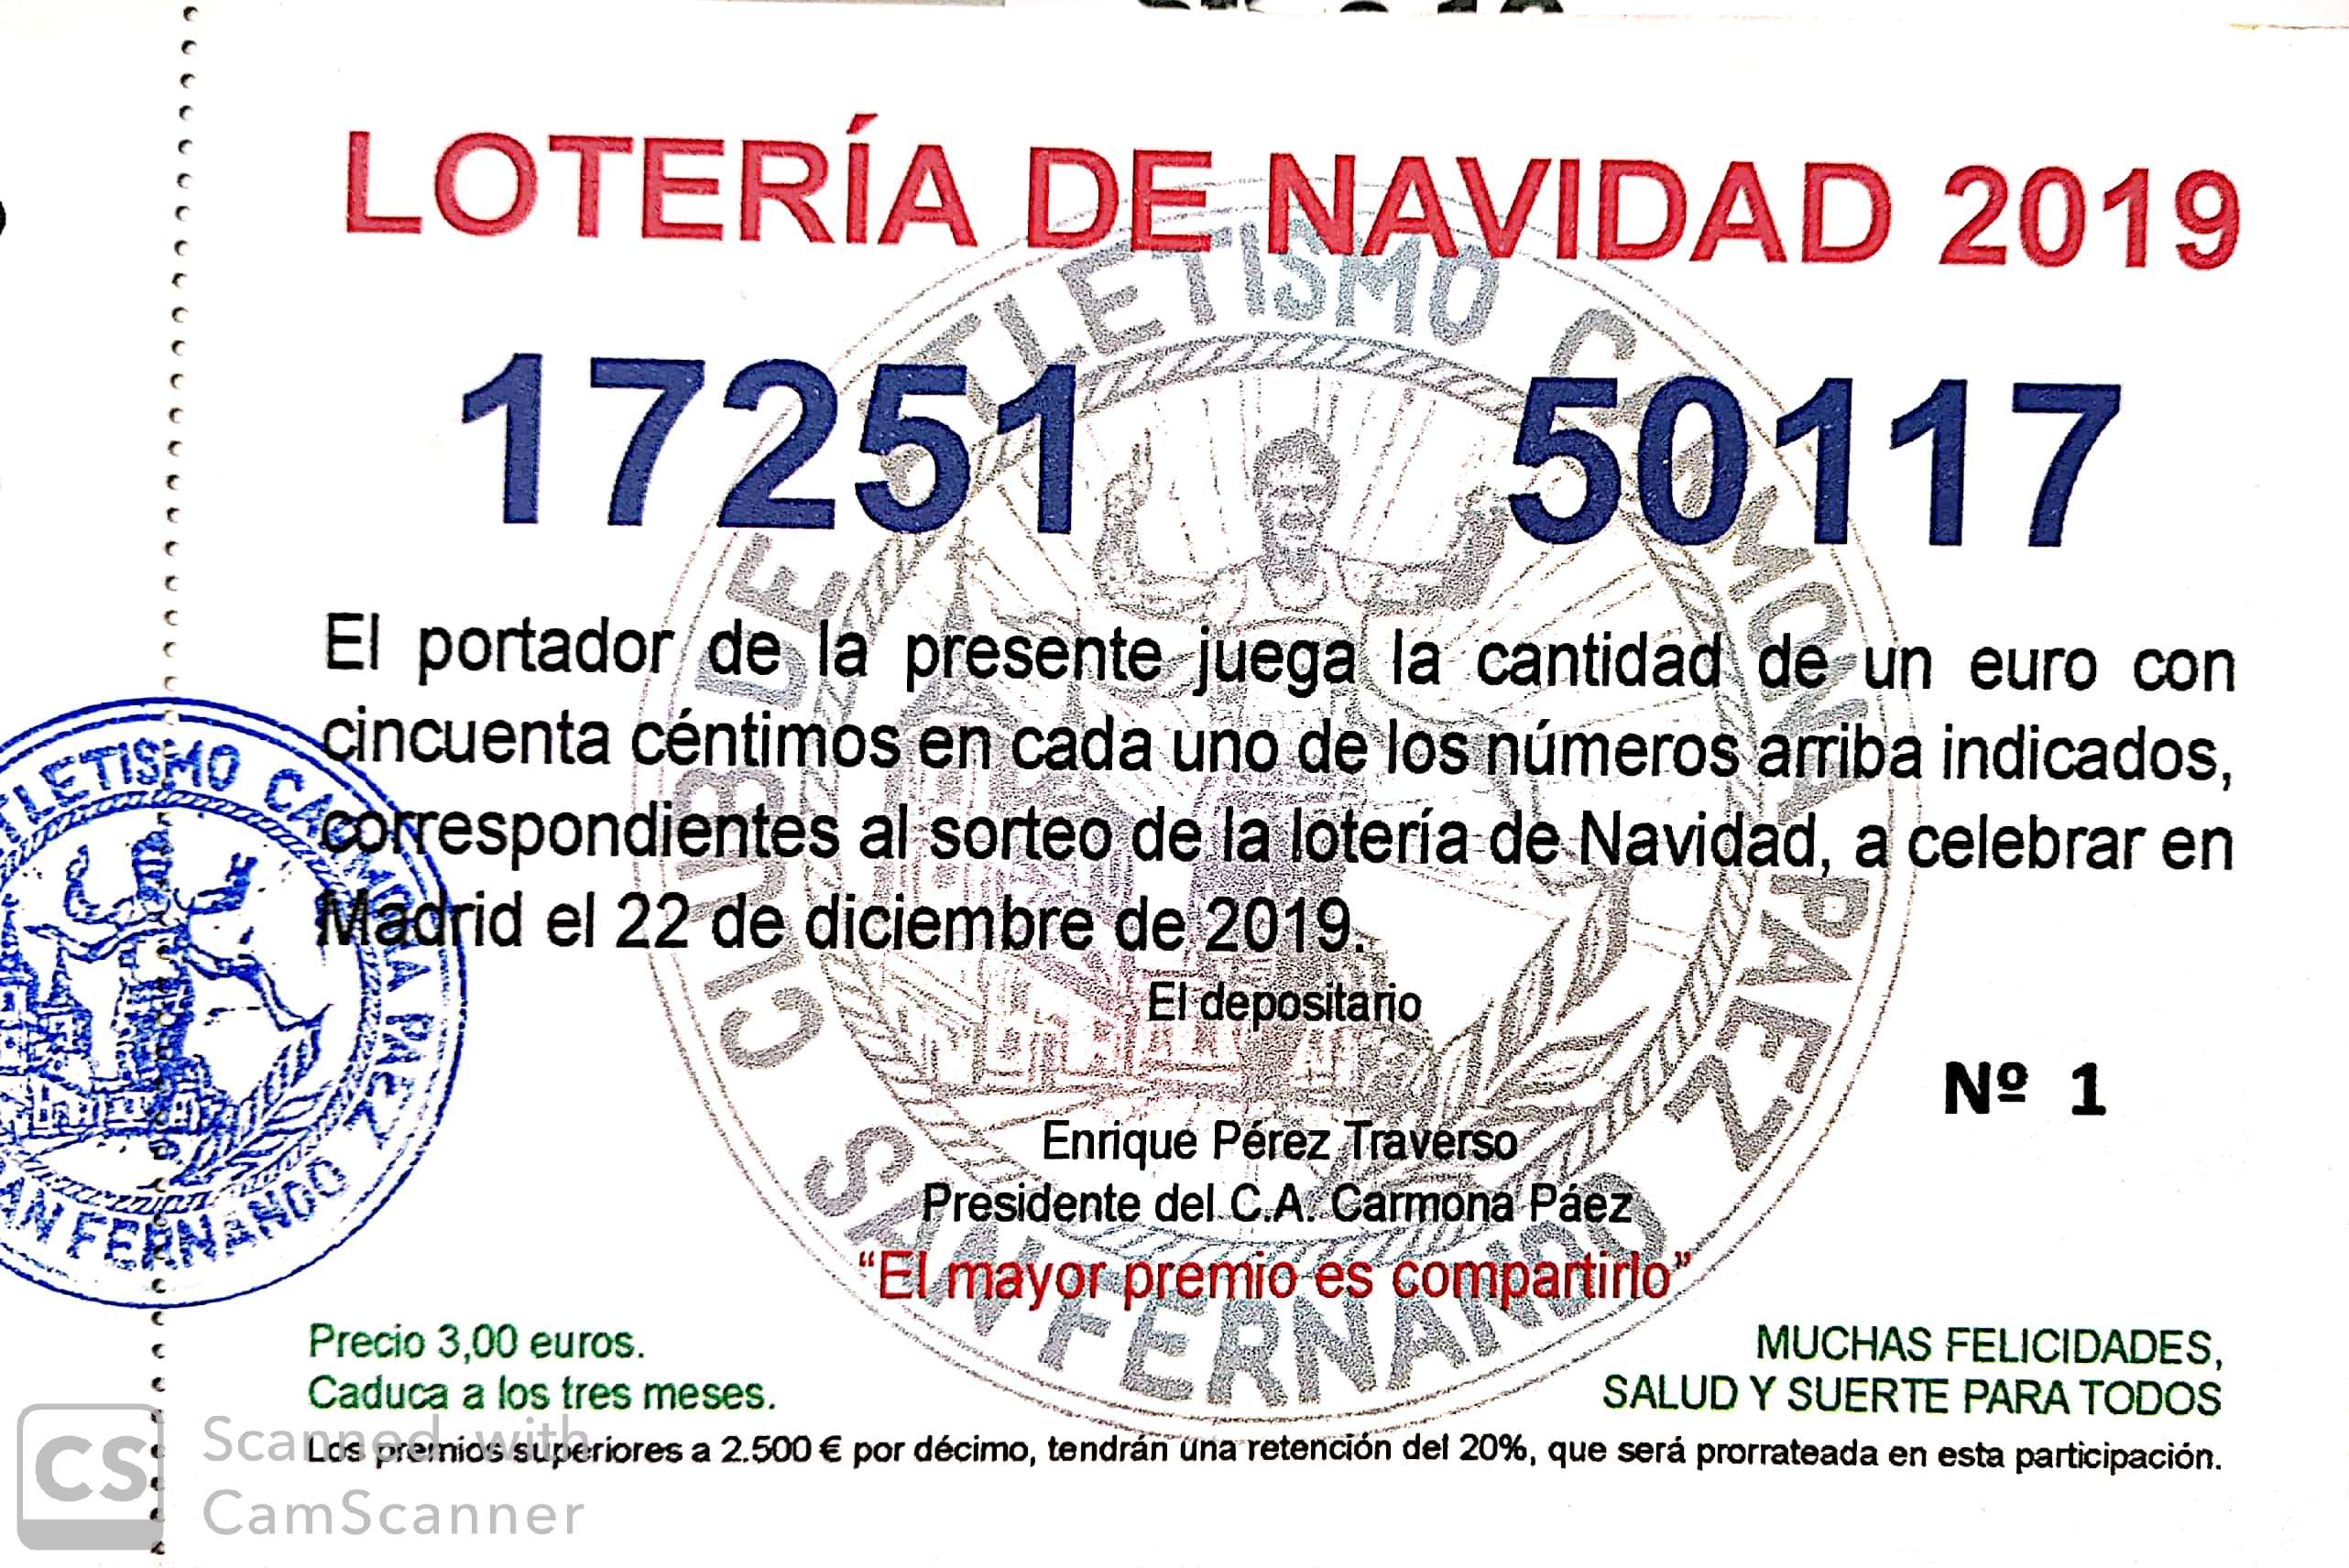 LOTERÍA DE NAVIDAD 2019
17251 50117
El portador de la presente juega la cantidad de un euro con
cincuenta céntimos en cada uno de los números arriba indicados,
correspondientes al sorteo de la lotería de Navidad, a celebrar en
Madrid el 22 de diciembre de 2019.
El depositario
Nº 1
Enrique Pérez Traverso
Presidente del C.A. Carmona Páez
“El mayor premio es compartirlo”
Precio 3,00 euros.
Caduca a los tres meses.
MUCHAS FELICIDADES,
SALUD Y SUERTE PARA TODOS
Los premios superiores a 2.500 € por décimo, tendrán una retención del 20%, que será prorrateada en esta participación.
CLUB DE ATLETISMO CARMONA PAEZ
SAN FERNANDO
TLETISMO CARMONA PAEZ
AN FERNANDO
CS
Scanned with
CamScanner